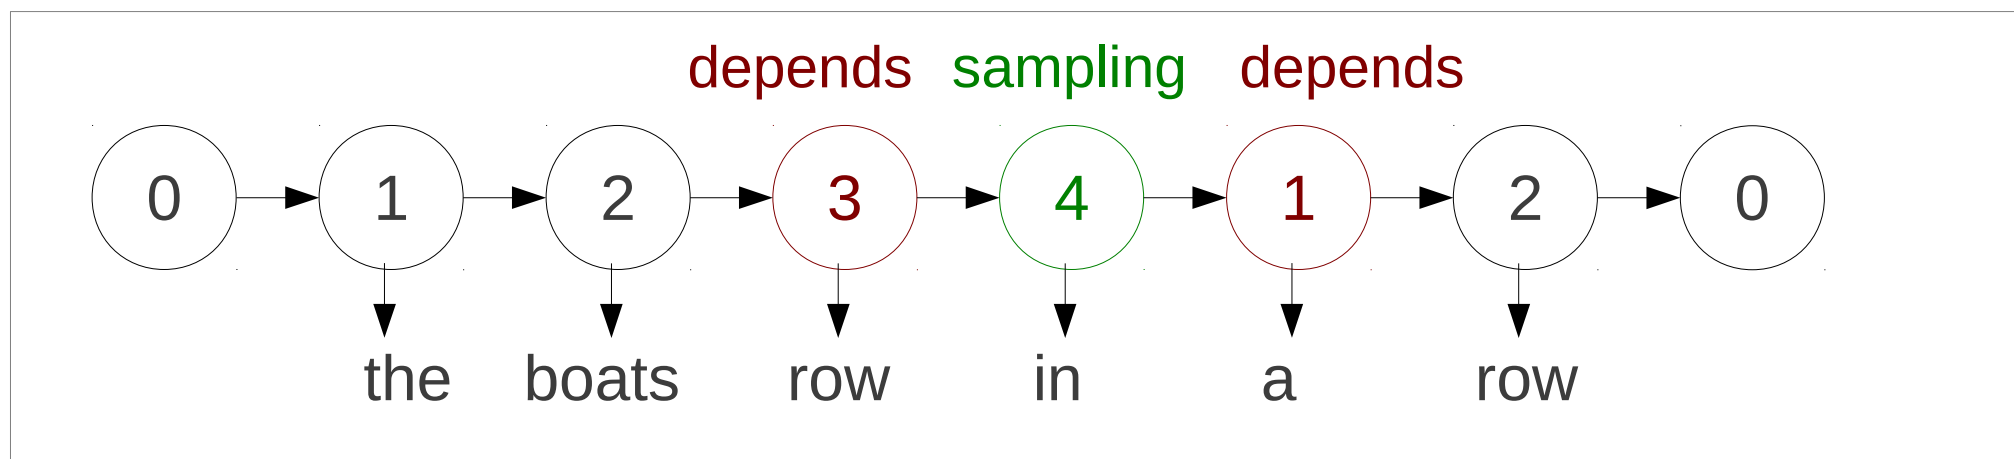 depends sampling depends
0 1 2 3 4 1 2 0
the boats row in a row